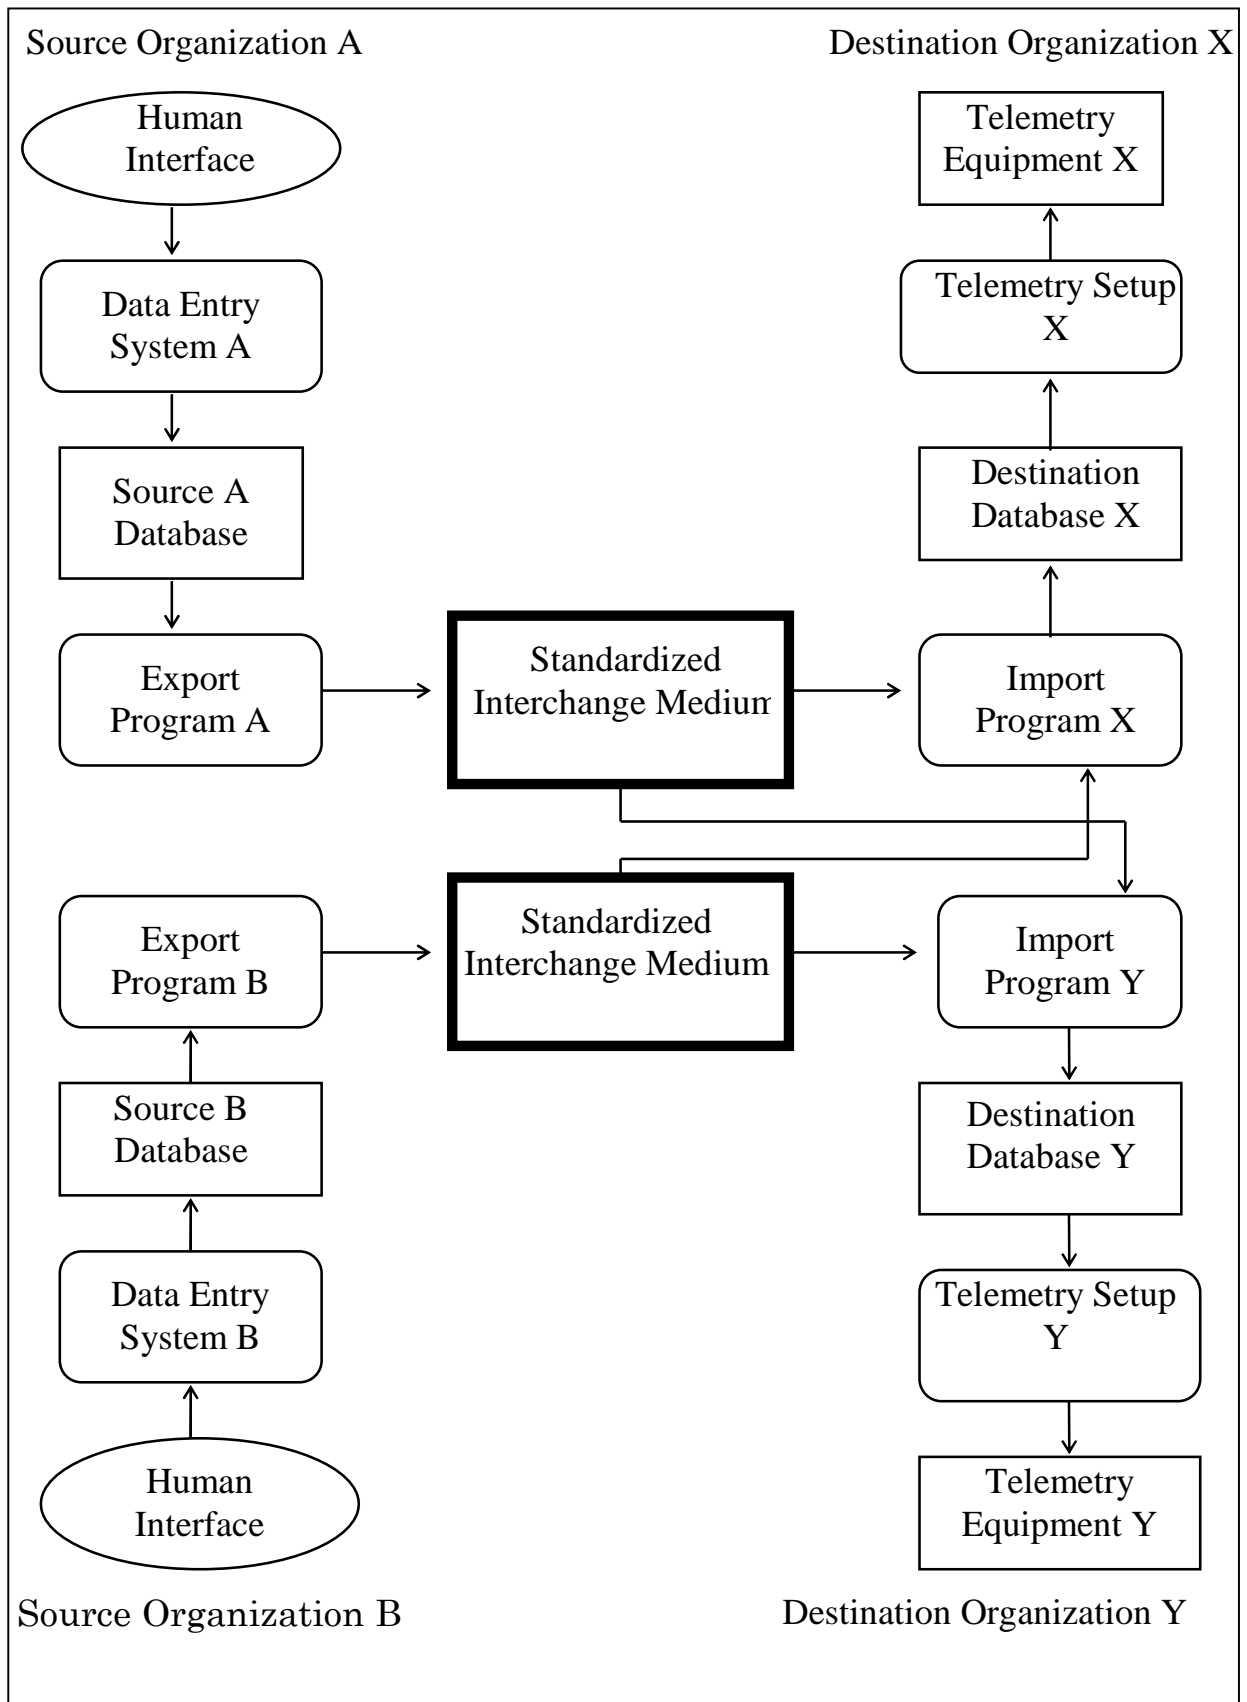 Source Organization A
Destination Organization X
Human
Interface
Telemetry
Equipment X
Data Entry
System A
Telemetry Setup
X
Source A
Database
Destination
Database X
Export
Program A
Standardized
Interchange Medium
Import
Program X
Export
Program B
Standardized
Interchange Medium
Import
Program Y
Source B
Database
Destination
Database Y
Data Entry
System B
Telemetry Setup
Y
Human
Interface
Telemetry
Equipment Y
Source Organization B
Destination Organization Y